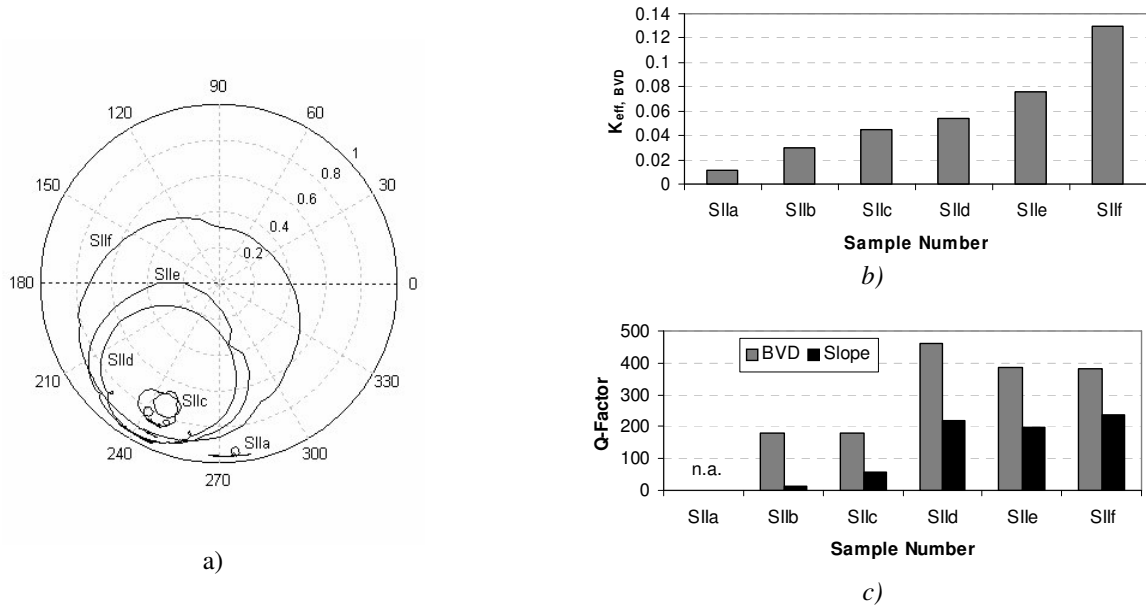 90
120
60
150
30
1
0.8
0.6
0.4
0.2
180
0
210
330
240
300
270
SIIf
SIIe
SIId
SIIc
SIIa
a)
0.14
0.12
0.1
0.08
0.06
0.04
0.02
0
Keff, BVD
SIIa SIIb SIIc SIId SIIe SIIf
Sample Number
b)
500
400
300
200
100
0
Q-Factor
BVD Slope
n.a.
SIIa SIIb SIIc SIId SIIe SIIf
Sample Number
c)